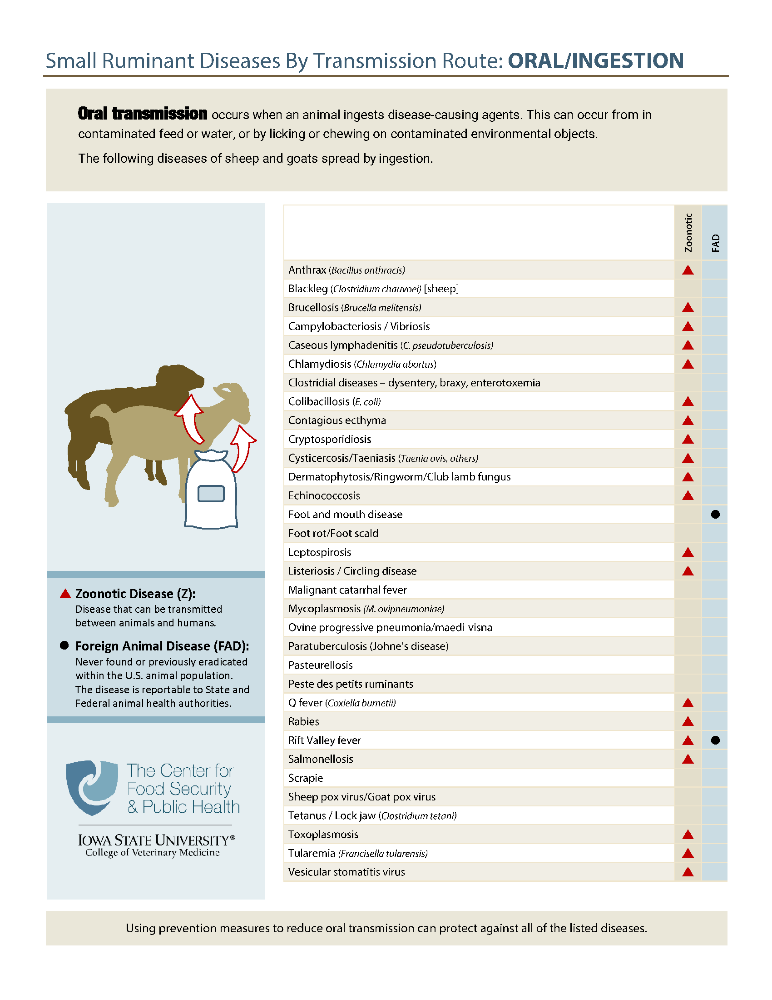 Small Ruminant Diseases By Transmission Route: ORAL/INGESTION
Oral transmission occurs when an animal ingests disease-causing agents. This can occur from in
contaminated feed or water, or by licking or chewing on contaminated environmental objects.
The following diseases of sheep and goats spread by ingestion.
Zoonotic
FAD
Anthrax (Bacillus anthracis) ▲
Blackleg (Clostridium chauvoei) [sheep]
Brucellosis (Brucella melitensis) ▲
Campylobacteriosis / Vibriosis ▲
Caseous lymphadenitis (C. pseudotuberculosis) ▲
Chlamydiosis (Chlamydia abortus) ▲
Clostridial diseases – dysentery, braxy, enterotoxemia
Colibacillosis (E. coli) ▲
Contagious ecthyma ▲
Cryptosporidiosis ▲
Cysticercosis/Taeniasis (Taenia ovis, others) ▲
Dermatophytosis/Ringworm/Club lamb fungus ▲
Echinococcosis ▲
Foot and mouth disease ●
Foot rot/Foot scald
Leptospirosis ▲
Listeriosis / Circling disease ▲
Malignant catarrhal fever
Mycoplasmosis (M. ovipneumoniae)
Ovine progressive pneumonia/maedi-visna
Paratuberculosis (Johne's disease)
Pasteurellosis
Peste des petits ruminants
Q fever (Coxiella burnetii) ▲
Rabies ▲
Rift Valley fever ▲ ●
Salmonellosis ▲
Scrapie
Sheep pox virus/Goat pox virus
Tetanus / Lock jaw (Clostridium tetani)
Toxoplasmosis ▲
Tularemia (Francisella tularensis) ▲
Vesicular stomatitis virus ▲
▲ Zoonotic Disease (Z):
Disease that can be transmitted
between animals and humans.
● Foreign Animal Disease (FAD):
Never found or previously eradicated
within the U.S. animal population.
The disease is reportable to State and
Federal animal health authorities.
The Center for
Food Security
& Public Health
IOWA STATE UNIVERSITY®
College of Veterinary Medicine
Using prevention measures to reduce oral transmission can protect against all of the listed diseases.